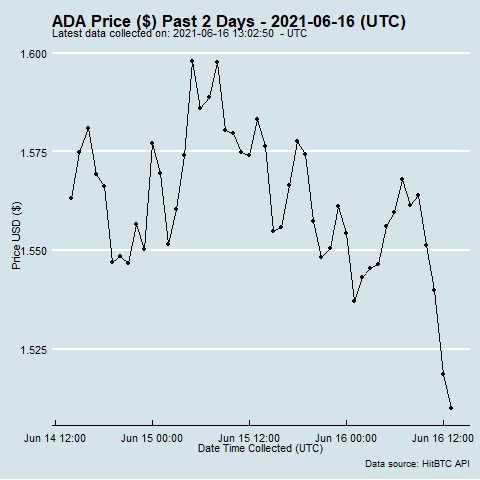 ADA Price ($) Past 2 Days - 2021-06-16 (UTC)
Latest data collected on: 2021-06-16 13:02:50  - UTC
1.600
1.575
1.550
1.525
Price USD ($)
Jun 14 12:00
Jun 15 00:00
Jun 15 12:00
Jun 16 00:00
Jun 16 12:00
Date Time Collected (UTC)
Data source: HitBTC API